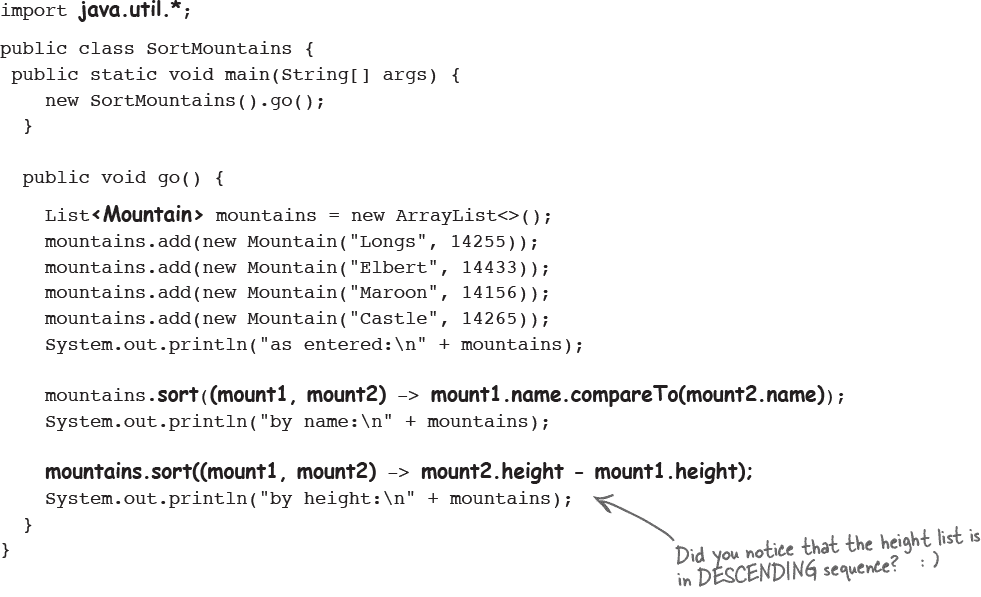 import java.util.*;
public class SortMountains {
public static void main(String[] args) {
new SortMountains().go();
}
public void go() {
List<Mountain> mountains = new ArrayList<>();
mountains.add(new Mountain("Longs", 14255));
mountains.add(new Mountain("Elbert", 14433));
mountains.add(new Mountain("Maroon", 14156));
mountains.add(new Mountain("Castle", 14265));
System.out.println("as entered:\n" + mountains);
mountains.sort((mount1, mount2) -> mount1.name.compareTo(mount2.name));
System.out.println("by name:\n" + mountains);
mountains.sort((mount1, mount2) -> mount2.height - mount1.height);
System.out.println("by height:\n" + mountains);
}
}
Did you notice that the height list is
in DESCENDING sequence? : )